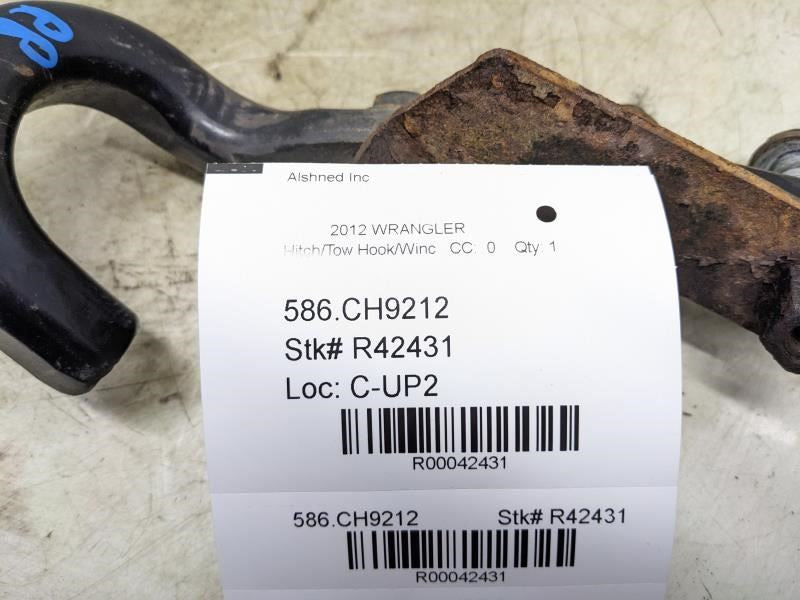 RR
Alshned Inc
2012 WRANGLER
Hitch/Tow Hook/Winc CC: 0 Qty: 1
586.CH9212
Stk# R42431
Loc: C-UP2
R00042431
586.CH9212 Stk# R42431
R00042431